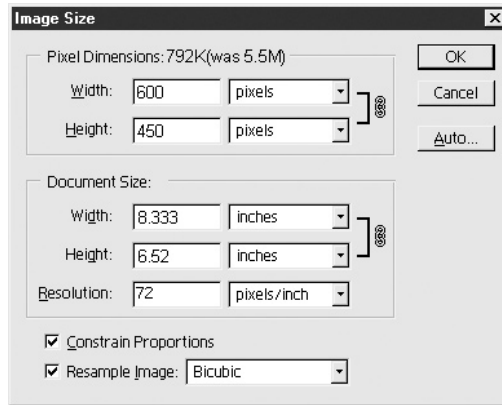 Image Size
Pixel Dimensions: 792K(was 5.5M)
Width: 600 pixels
Height: 450 pixels
Document Size:
Width: 8.333 inches
Height: 6.52 inches
Resolution: 72 pixels/inch
Constrain Proportions
Resample Image: Bicubic
OK
Cancel
Auto...